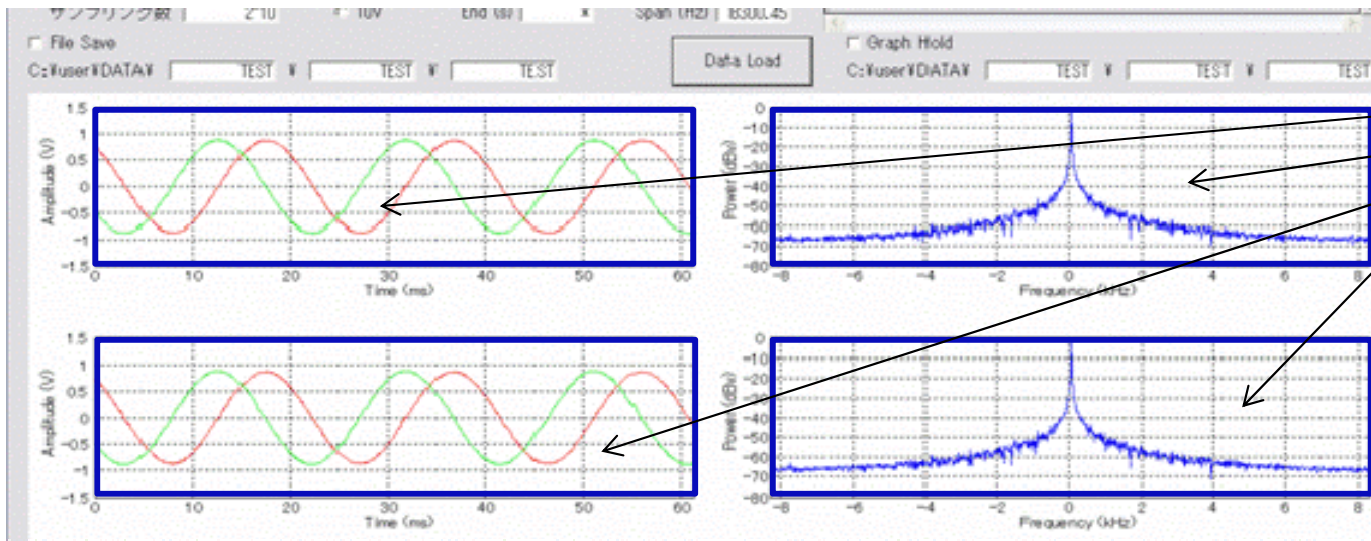 サンプリング数 2^10 10V End (s) * Span (Hz) 8300.45
File Save
C:¥user¥DATA¥ TEST ¥ TEST ¥ TEST
Data Load
Graph Hold
C:¥user¥DATA¥ TEST ¥ TEST ¥ TEST
Amplitude (V)
1.5
1
0.5
0
-0.5
-1
-1.5
0 10 20 30 40 50 60
Time (ms)
Power (dBv)
0
-10
-20
-30
-40
-50
-60
-70
-80
-8 -6 -4 -2 0 2 4 6 8
Frequency (kHz)
Amplitude (V)
1.5
1
0.5
0
-0.5
-1
-1.5
0 10 20 30 40 50 60
Time (ms)
Power (dBv)
0
-10
-20
-30
-40
-50
-60
-70
-80
-8 -6 -4 -2 0 2 4 6 8
Frequency (kHz)